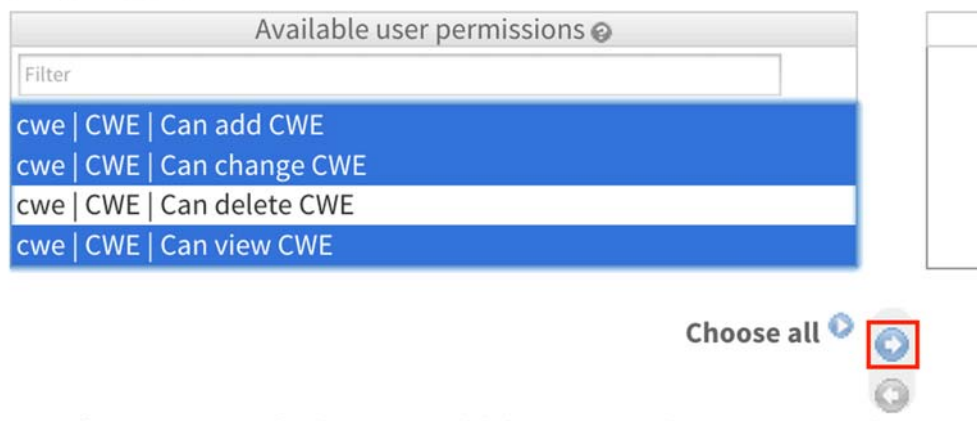 Available user permissions
Filter
cwe | CWE | Can add CWE
cwe | CWE | Can change CWE
cwe | CWE | Can delete CWE
cwe | CWE | Can view CWE
Choose all